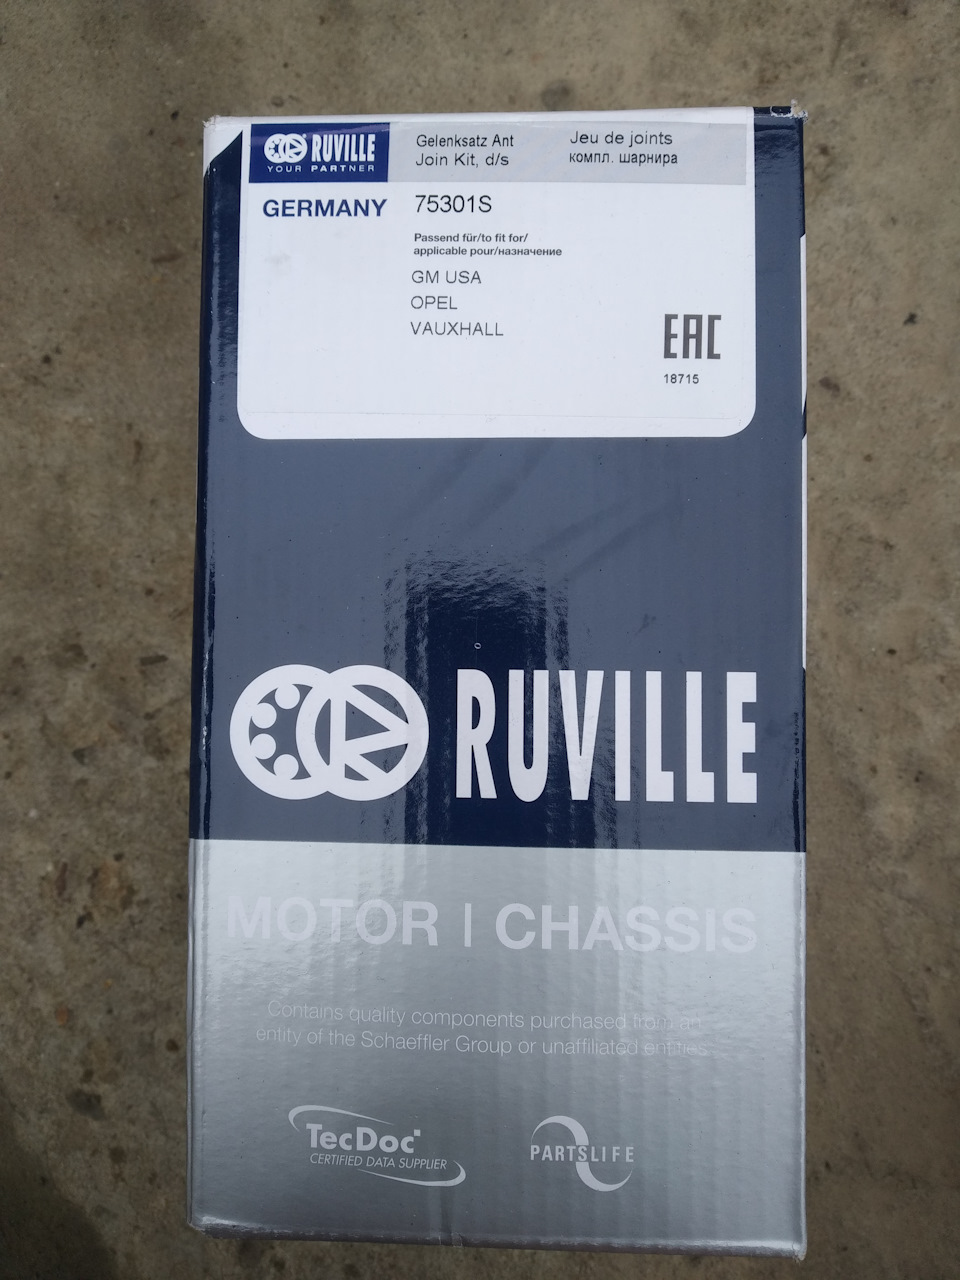 RUVILLE
YOUR PARTNER
Gelenksatz Ant
Join Kit, d/s
Jeu de joints
компл. шарнира
GERMANY
75301S
Passend für/to fit for/
applicable pour/назначение
GM USA
OPEL
VAUXHALL
EAC
18715
RUVILLE
MOTOR | CHASSIS
Contains quality components purchased from an
entity of the Schaeffler Group or unaffiliated entities
TecDoc
CERTIFIED DATA SUPPLIER
PARTSLIFE